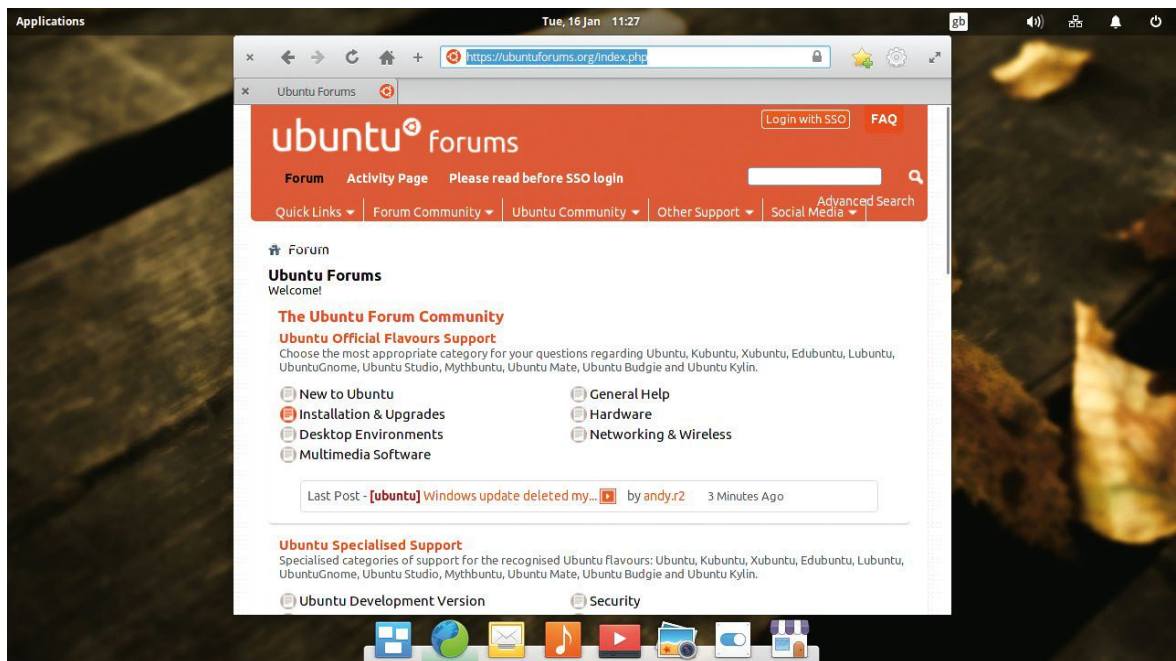 Applications
Tue, 16 Jan 11:27
gb
https://ubuntuforums.org/index.php
Ubuntu Forums
ubuntu forums
Login with SSO
FAQ
Forum Activity Page Please read before SSO login
Advanced Search
Quick Links Forum Community Ubuntu Community Other Support Social Media
Forum
Ubuntu Forums
Welcome!
The Ubuntu Forum Community
Ubuntu Official Flavours Support
Choose the most appropriate category for your questions regarding Ubuntu, Kubuntu, Xubuntu, Edubuntu, Lubuntu,
UbuntuGnome, Ubuntu Studio, Mythbuntu, Ubuntu Mate, Ubuntu Budgie and Ubuntu Kylin.
New to Ubuntu General Help
Installation & Upgrades Hardware
Desktop Environments Networking & Wireless
Multimedia Software
Last Post - [ubuntu] Windows update deleted my... by andy.r2 3 Minutes Ago
Ubuntu Specialised Support
Specialised categories of support for the recognised Ubuntu flavours: Ubuntu, Kubuntu, Xubuntu, Edubuntu, Lubuntu,
UbuntuGnome, Ubuntu Studio, Mythbuntu, Ubuntu Mate, Ubuntu Budgie and Ubuntu Kylin.
Ubuntu Development Version Security